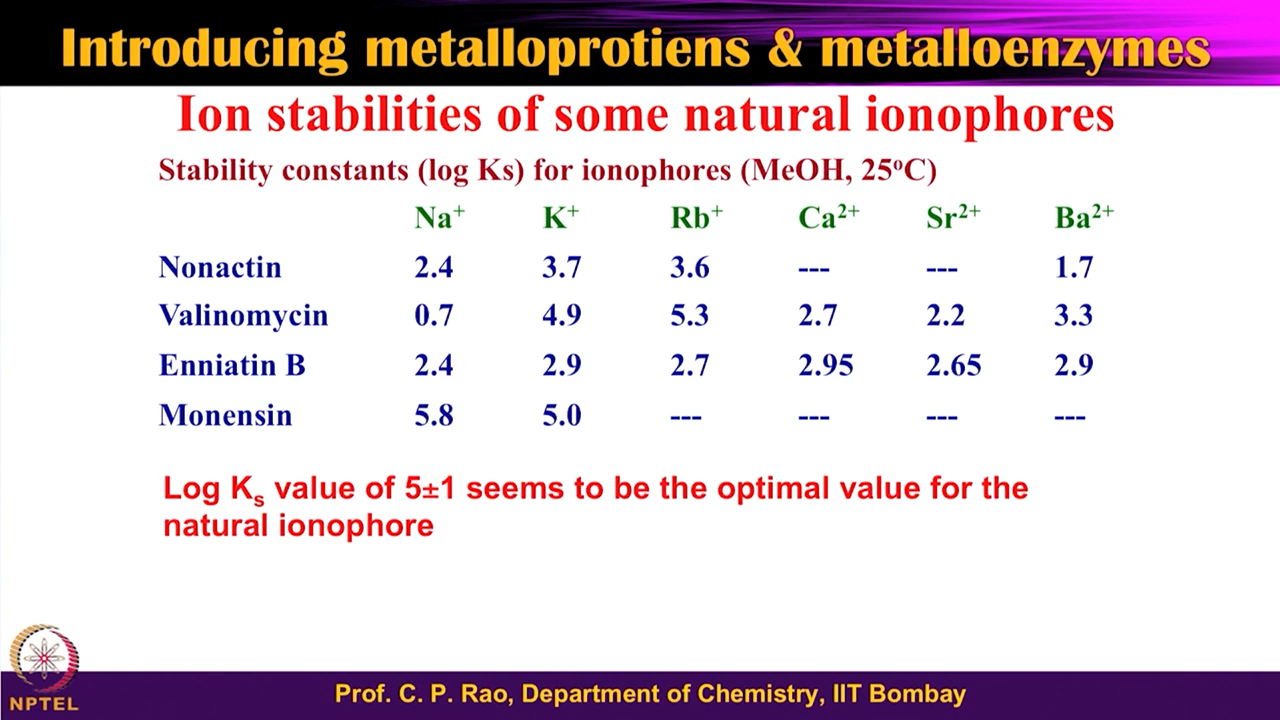 Introducing metalloprotiens & metalloenzymes
Ion stabilities of some natural ionophores
Stability constants (log Ks) for ionophores (MeOH, 25ºC)
Na⁺ K⁺ Rb⁺ Ca²⁺ Sr²⁺ Ba²⁺
Nonactin 2.4 3.7 3.6 --- --- 1.7
Valinomycin 0.7 4.9 5.3 2.7 2.2 3.3
Enniatin B 2.4 2.9 2.7 2.95 2.65 2.9
Monensin 5.8 5.0 --- --- --- ---
Log Kₛ value of 5±1 seems to be the optimal value for the
natural ionophore
NPTEL
Prof. C. P. Rao, Department of Chemistry, IIT Bombay